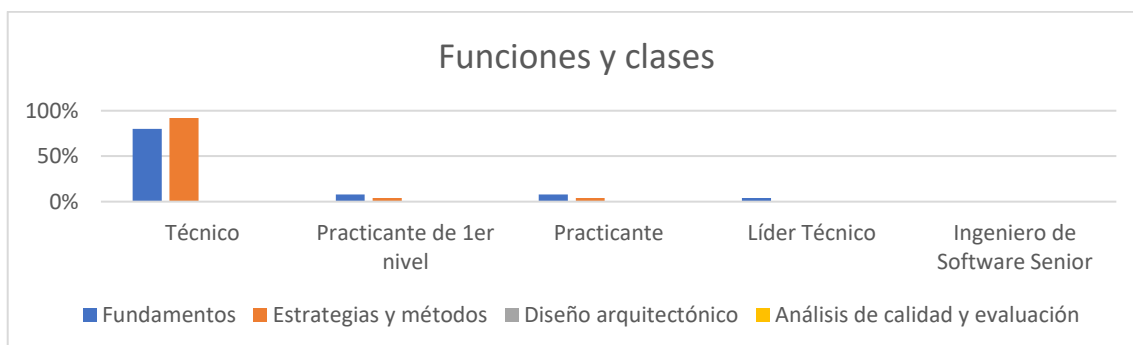 Funciones y clases
100%
50%
0%
Técnico
Practicante de 1er
nivel
Practicante
Líder Técnico
Ingeniero de
Software Senior
Fundamentos
Estrategias y métodos
Diseño arquitectónico
Análisis de calidad y evaluación